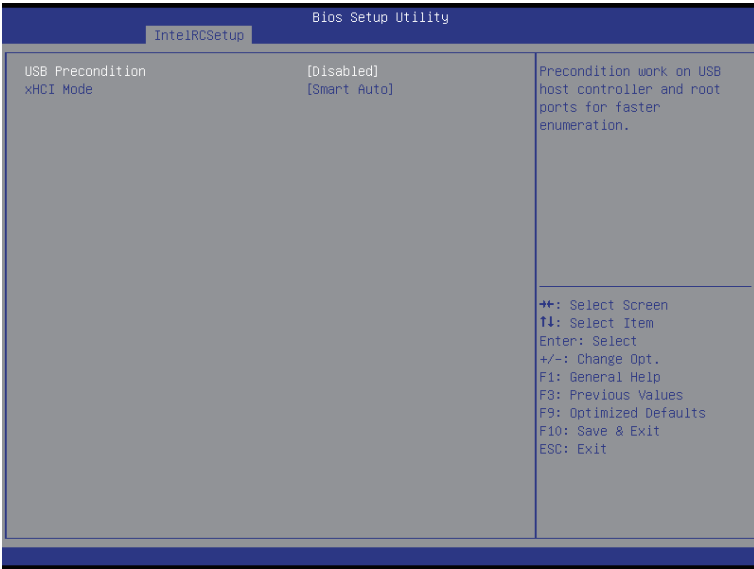 Bios Setup Utility
IntelRCSetup
USB Precondition [Disabled]
xHCI Mode [Smart Auto]
Precondition work on USB
host controller and root
ports for faster
enumeration.
→←: Select Screen
↑↓: Select Item
Enter: Select
+/-: Change Opt.
F1: General Help
F3: Previous Values
F9: Optimized Defaults
F10: Save & Exit
ESC: Exit